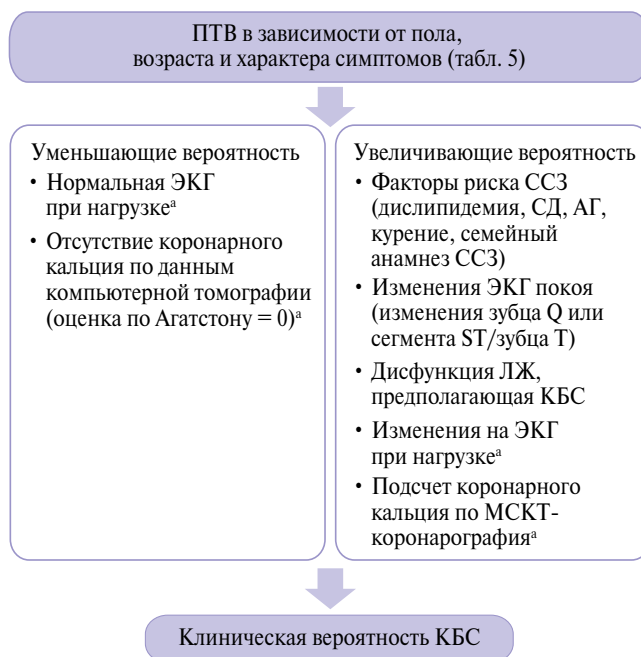 ПТВ в зависимости от пола,
возраста и характера симптомов (табл. 5)
Уменьшающие вероятность
• Нормальная ЭКГ
при нагрузкеᵃ
• Отсутствие коронарного
кальция по данным
компьютерной томографии
(оценка по Агатстону = 0)ᵃ
Увеличивающие вероятность
• Факторы риска ССЗ
(дислипидемия, СД, АГ,
курение, семейный
анамнез ССЗ)
• Изменения ЭКГ покоя
(изменения зубца Q или
сегмента ST/зубца T)
• Дисфункция ЛЖ,
предполагающая КБС
• Изменения на ЭКГ
при нагрузкеᵃ
• Подсчет коронарного
кальция по МСКТ-
коронарографияᵃ
Клиническая вероятность КБС